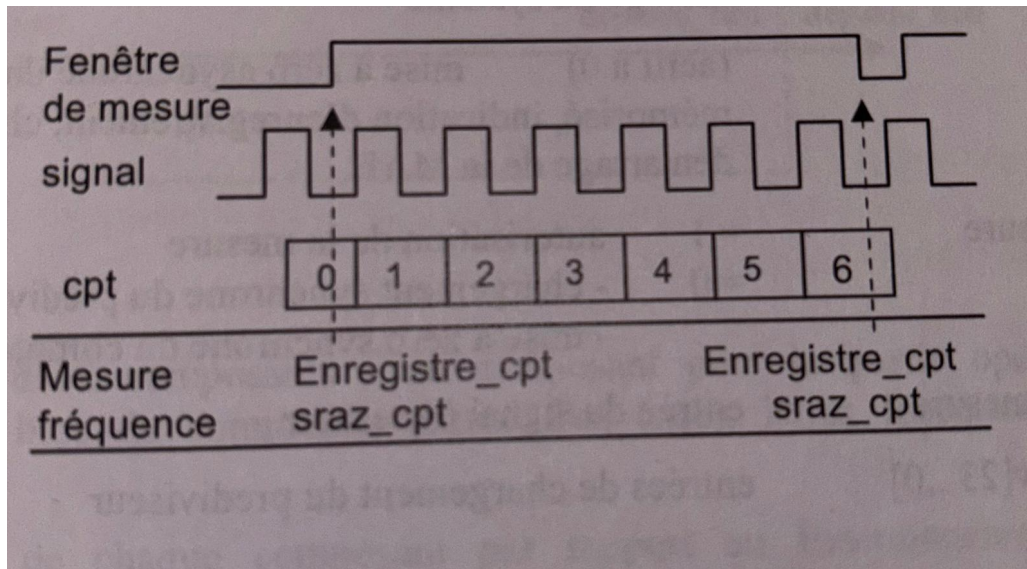 Fenêtre
de mesure
signal
cpt 0 1 2 3 4 5 6
Mesure Enregistre_cpt Enregistre_cpt
fréquence sraz_cpt sraz_cpt